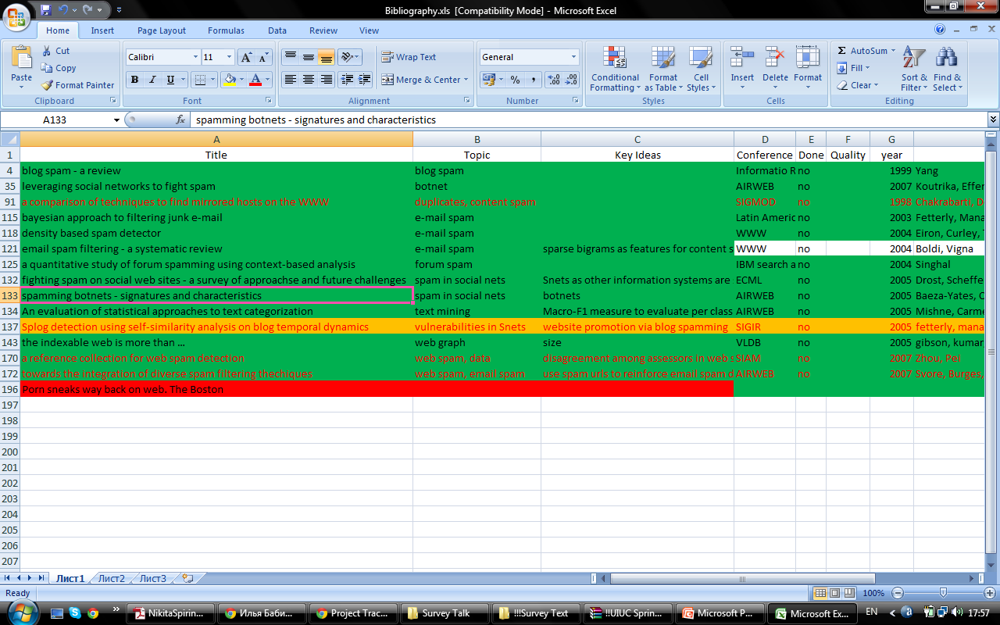 Bibliography.xls [Compatibility Mode] - Microsoft Excel
Home Insert Page Layout Formulas Data Review View
Paste Cut Copy Format Painter Clipboard
Calibri 11 B I U Font
Wrap Text Merge & Center Alignment
General % , Number
Conditional Formatting Format as Table Cell Styles Styles
Insert Delete Format Cells
AutoSum Fill Clear Sort & Filter Find & Select Editing
A133 fx spamming botnets - signatures and characteristics
A B C D E F G
1 Title Topic Key Ideas Conference Done Quality year
4 blog spam - a review blog spam Informatio R no 1999 Yang
35 leveraging social networks to fight spam botnet AIRWEB no 2007 Koutrika, Effer
91 a comparison of techniques to find mirrored hosts on the WWW duplicates, content spam SIGMOD no 1998 Chakrabarti, D
115 bayesian approach to filtering junk e-mail e-mail spam Latin Americ no 2003 Fetterly, Mana
118 density based spam detector e-mail spam WWW no 2004 Eiron, Curley,
121 email spam filtering - a systematic review e-mail spam sparse bigrams as features for content s WWW no 2004 Boldi, Vigna
125 a quantitative study of forum spamming using context-based analysis forum spam IBM search a no 2004 Singhal
132 fighting spam on social web sites - a survey of approachse and future challenges spam in social nets Snets as other information systems are ECML no 2005 Drost, Scheffe
133 spamming botnets - signatures and characteristics spam in social nets botnets AIRWEB no 2005 Baeza-Yates, C
134 An evaluation of statistical approaches to text categorization text mining Macro-F1 measure to evaluate per class AIRWEB no 2005 Mishne, Carme
137 Splog detection using self-similarity analysis on blog temporal dynamics vulnerabilities in Snets website promotion via blog spamming SIGIR no 2005 fetterly, mana
143 the indexable web is more than ... web graph size VLDB no 2005 gibson, kumar
170 a reference collection for web spam detection web spam, data disagreement among assessors in web s SIAM no 2007 Zhou, Pei
172 towards the integration of diverse spam filtering thechiques web spam, email spam use spam urls to reinforce email spam d AIRWEB no 2007 Svore, Burges,
196 Porn sneaks way back on web. The Boston
197
198
199
200
201
202
203
204
205
206
207
Лист1 Лист2 Лист3
Ready 100%
NikitaSpirin... Илья Баби... Project Trac... Survey Talk !!!Survey Text !!UIUC Sprin... Microsoft P... Microsoft Ex... EN 17:57